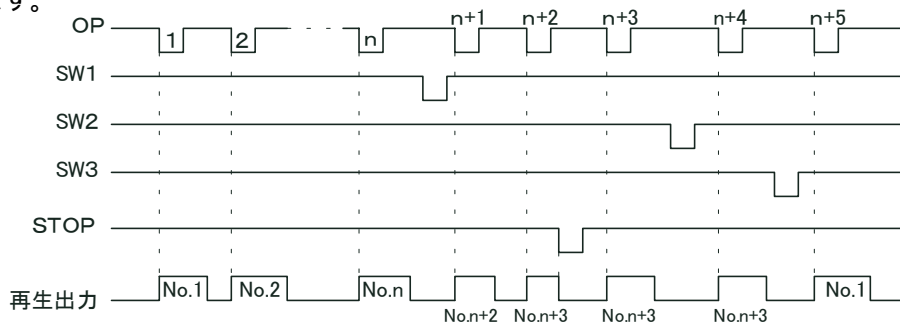 す。
OP 1 2 n n+1 n+2 n+3 n+4 n+5
SW1
SW2
SW3
STOP
再生出力 No.1 No.2 No.n No.n+2 No.n+3 No.n+3 No.n+3 No.1